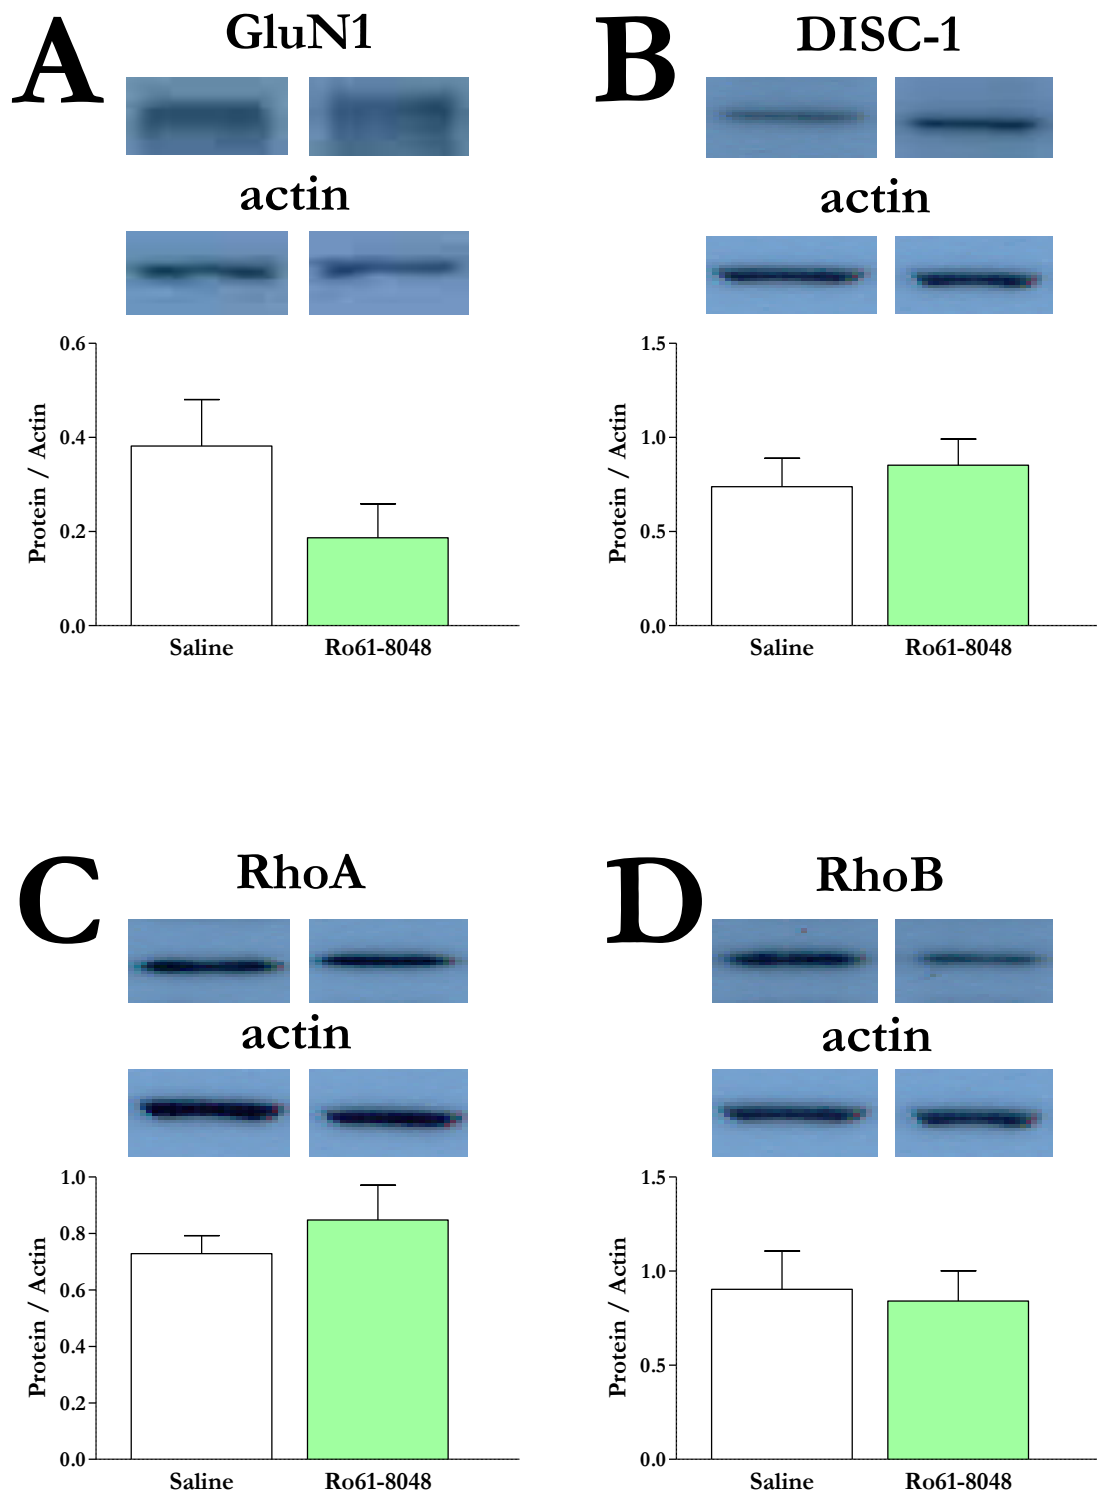 A
GluN1
actin
0.6
0.4
0.2
0.0
Protein / Actin
Saline
Ro61-8048
B
DISC-1
actin
1.5
1.0
0.5
0.0
Protein / Actin
Saline
Ro61-8048
C
RhoA
actin
1.0
0.8
0.6
0.4
0.2
0.0
Protein / Actin
Saline
Ro61-8048
D
RhoB
actin
1.5
1.0
0.5
0.0
Protein / Actin
Saline
Ro61-8048